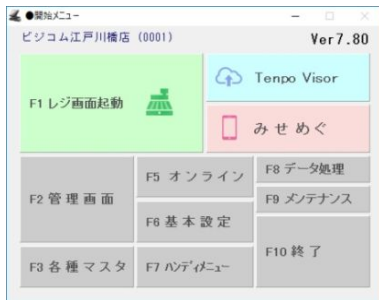 ●開始メニュー
ビジコム江戸川橋店 (0001)
Ver7.80
F1 レジ画面起動
Tenpo Visor
みせめぐ
F2 管理画面
F5 オンライン
F8 データ処理
F9 メンテナンス
F6 基本設定
F10 終了
F3 各種マスタ
F7 ハンディメニュー